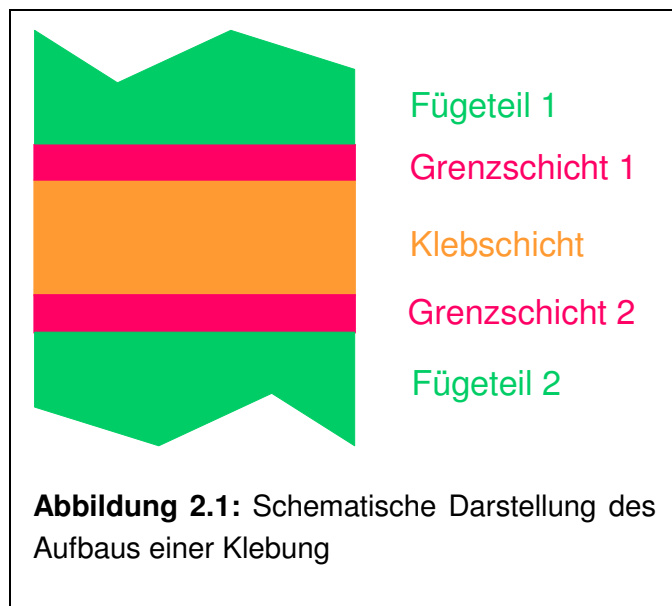 Fügeteil 1
Grenzschicht 1
Klebschicht
Grenzschicht 2
Fügeteil 2
Abbildung 2.1: Schematische Darstellung des
Aufbaus einer Klebung